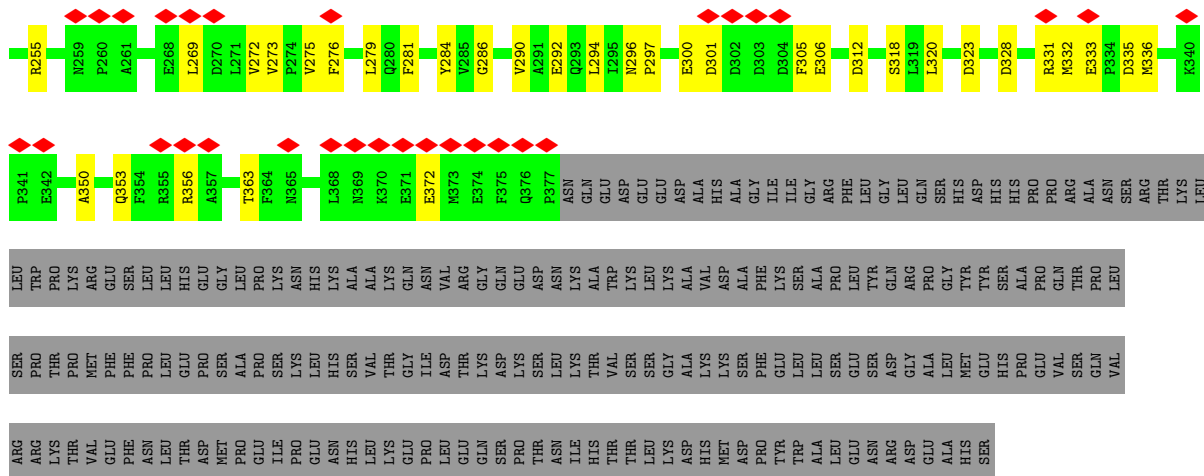 R255 N259 P260 A261 E268 L269 D270 L271 V272 V273 P274 V275 F276 L279 Q280 F281 Y284 V285 G286 V290 A291 E292 Q293 L294 I295 N296 P297 E300 D301 D302 D303 D304 F305 E306 D312 S318 L319 L320 D323 D328 R331 M332 E333 P334 D335 M336 K340
P341 E342 A350 Q353 F354 R355 R356 A357 T363 F364 N365 L368 N369 K370 E371 E372 M373 E374 F375 Q376 P377 ASN GLN GLU ASP GLU GLU ASP ALA HIS ALA GLY ILE ILE GLY ARG PHE LEU GLY LEU GLN SER HIS ASP HIS HIS PRO PRO ARG ALA ASN SER ARG THR LYS LEU
LEU TRP PRO LYS ARG GLU SER LEU LEU HIS GLU GLY LEU PRO LYS ASN HIS LYS ALA ALA LYS GLN ASN VAL ARG GLY GLN GLU ASP ASN LYS ALA TRP LYS LEU LYS ALA VAL ASP ALA PHE LYS SER ALA PRO LEU TYR GLN ARG PRO GLY TYR TYR SER ALA PRO GLN THR PRO LEU
SER PRO THR PRO MET PHE PHE PRO LEU GLU PRO SER ALA PRO SER LYS LEU HIS SER VAL THR GLY ILE ASP THR LYS ASP LYS SER LEU LYS THR VAL SER SER GLY ALA LYS LYS SER PHE GLU LEU LEU SER GLU SER ASP GLY ALA LEU MET GLU HIS PRO GLU VAL SER GLN VAL
ARG ARG LYS THR VAL GLU PHE ASN LEU THR ASP MET PRO GLU ILE PRO GLU ASN HIS LEU LYS GLU PRO LEU GLU GLN SER PRO THR ASN ILE HIS THR THR LEU LYS ASP HIS MET ASP PRO TYR TRP ALA LEU GLU ASN ARG ASP GLU ALA HIS SER